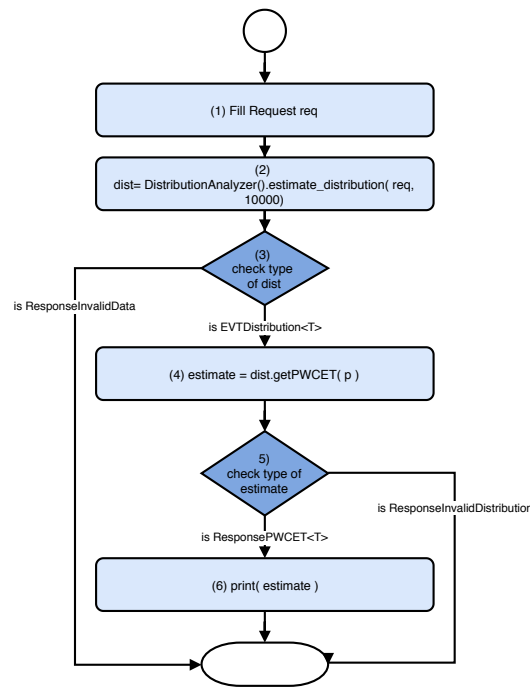 (1) Fill Request req
(2)
dist= DistributionAnalyzer().estimate_distribution( req,
10000)
(3)
check type
of dist
is ResponseInvalidData
is EVTDistribution<T>
(4) estimate = dist.getPWCET( p )
5)
check type of
estimate
is ResponseInvalidDistribution
is ResponsePWCET<T>
(6) print( estimate )